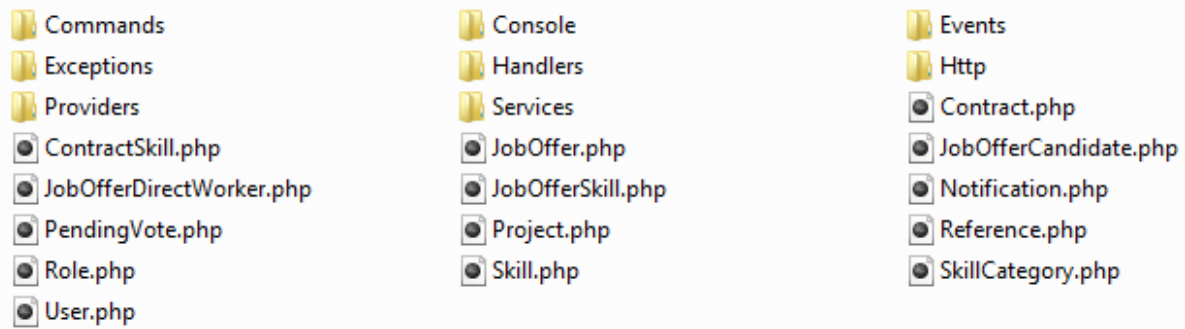 Commands Console Events
Exceptions Handlers Http
Providers Services Contract.php
ContractSkill.php JobOffer.php JobOfferCandidate.php
JobOfferDirectWorker.php JobOfferSkill.php Notification.php
PendingVote.php Project.php Reference.php
Role.php Skill.php SkillCategory.php
User.php